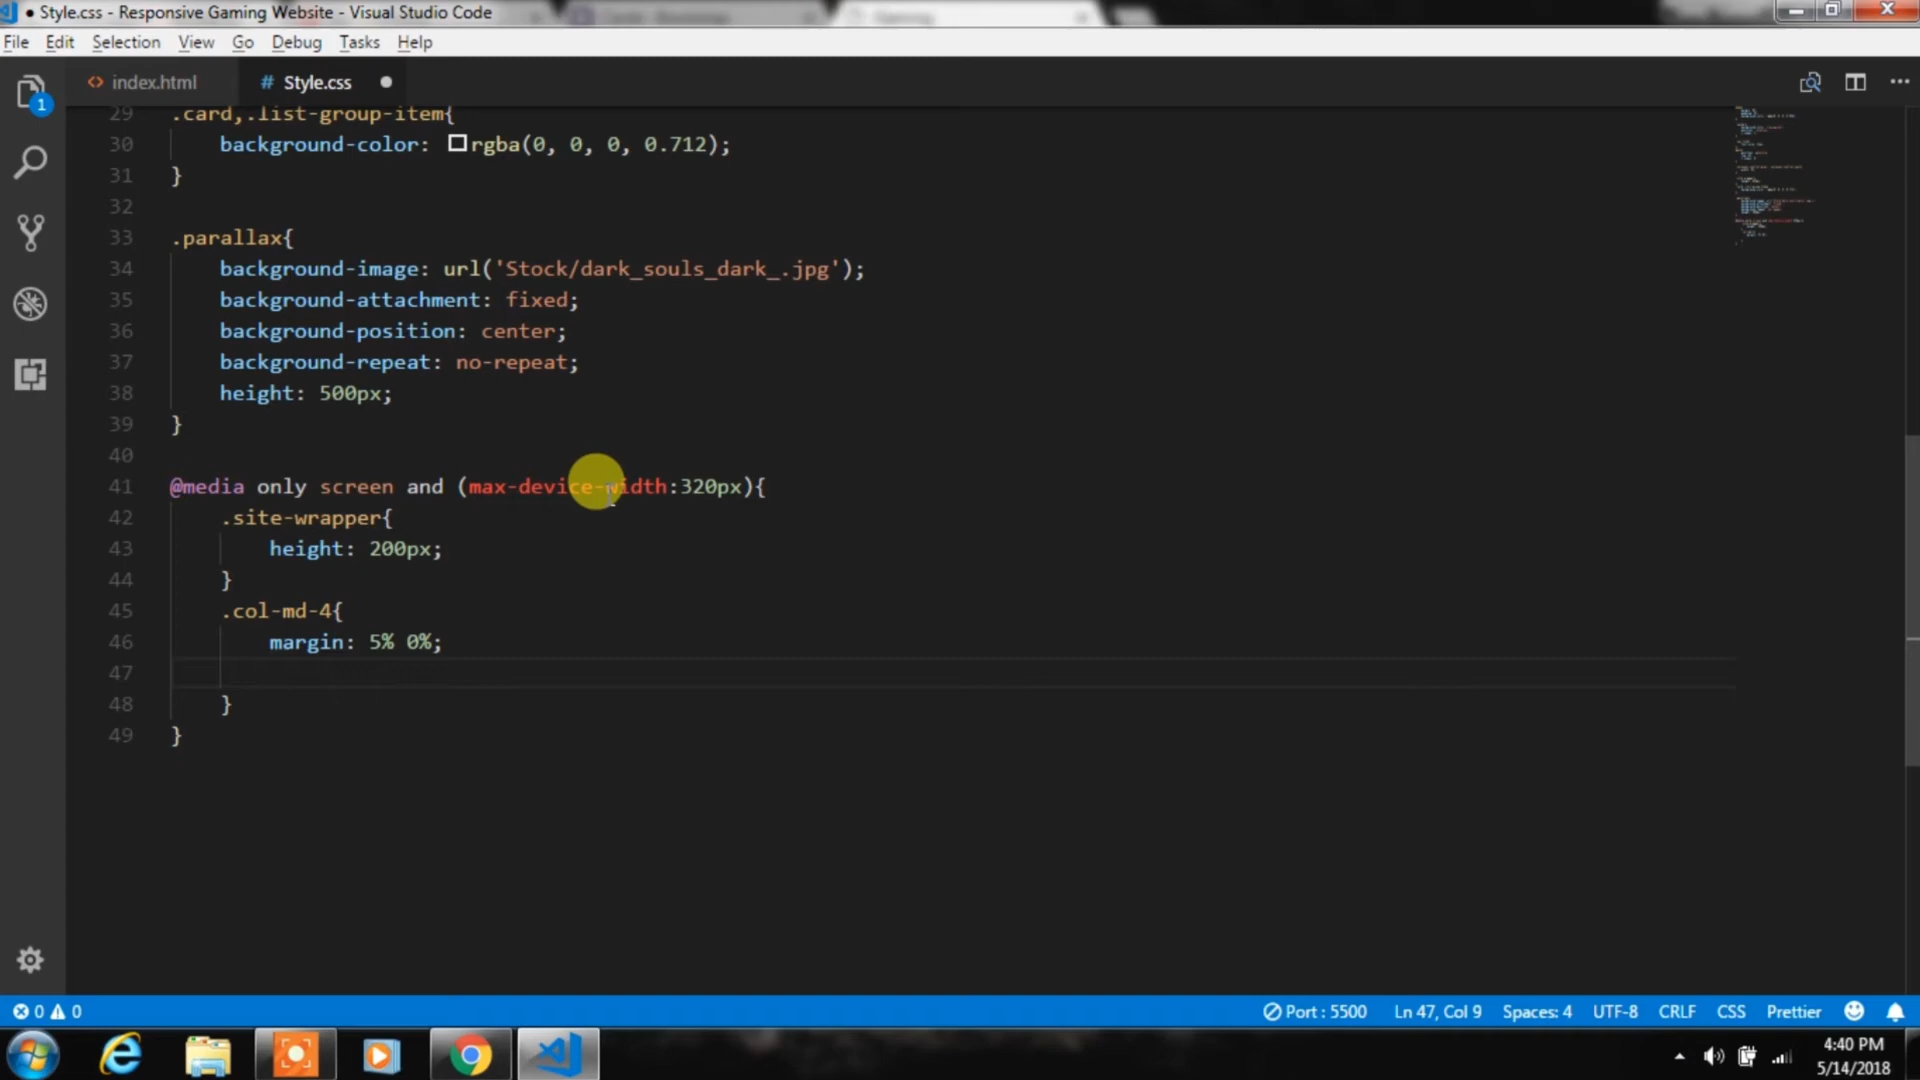 ● Style.css - Responsive Gaming Website - Visual Studio Code
File Edit Selection View Go Debug Tasks Help
1
<> index.html
# Style.css ●
29 .card,.list-group-item{
30 background-color: rgba(0, 0, 0, 0.712);
31 }
32
33 .parallax{
34 background-image: url('Stock/dark_souls_dark_.jpg');
35 background-attachment: fixed;
36 background-position: center;
37 background-repeat: no-repeat;
38 height: 500px;
39 }
40
41 @media only screen and (max-device-width:320px){
42 .site-wrapper{
43 height: 200px;
44 }
45 .col-md-4{
46 margin: 5% 0%;
47
48 }
49 }
0 0
Port : 5500 Ln 47, Col 9 Spaces: 4 UTF-8 CRLF CSS Prettier
4:40 PM
5/14/2018